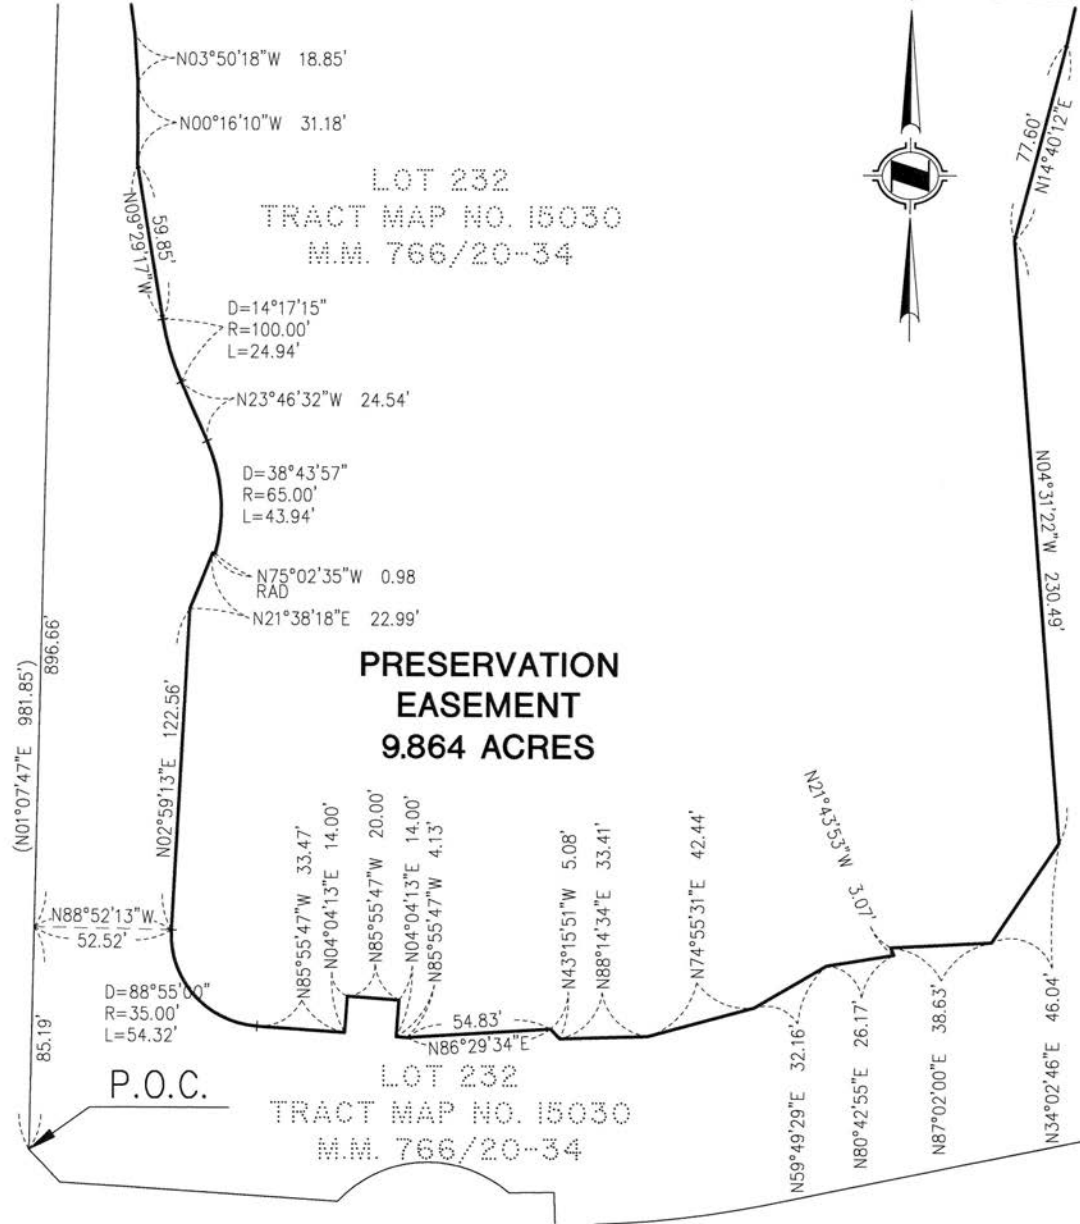 N03°50'18"W 18.85'
N00°16'10"W 31.18'
77.60'
N14°40'12"E
LOT 232
TRACT MAP NO. 15030
M.M. 766/20-34
N09°29'17"W
59.85'
D=14°17'15"
R=100.00'
L=24.94'
N23°46'32"W 24.54'
D=38°43'57"
R=65.00'
L=43.94'
N04°31'22"W 230.49'
N75°02'35"W 0.98
RAD
N21°38'18"E 22.99'
(N01°07'47"E 981.85')
896.66'
PRESERVATION
EASEMENT
9.864 ACRES
N02°59'13"E 122.56'
N85°55'47"W 33.47'
N04°04'13"E 14.00'
N85°55'47"W 20.00'
N04°04'13"E 14.00'
N85°55'47"W 4.13'
N43°15'51"W 5.08'
N88°14'34"E 33.41'
N74°55'31"E 42.44'
N21°43'53"W 3.07'
N88°52'13"W
52.52'
D=88°55'00"
R=35.00'
L=54.32'
85.19'
54.83'
N86°29'34"E
N59°49'29"E 32.16'
N80°42'55"E 26.17'
N87°02'00"E 38.63'
N34°02'46"E 46.04'
P.O.C.
LOT 232
TRACT MAP NO. 15030
M.M. 766/20-34